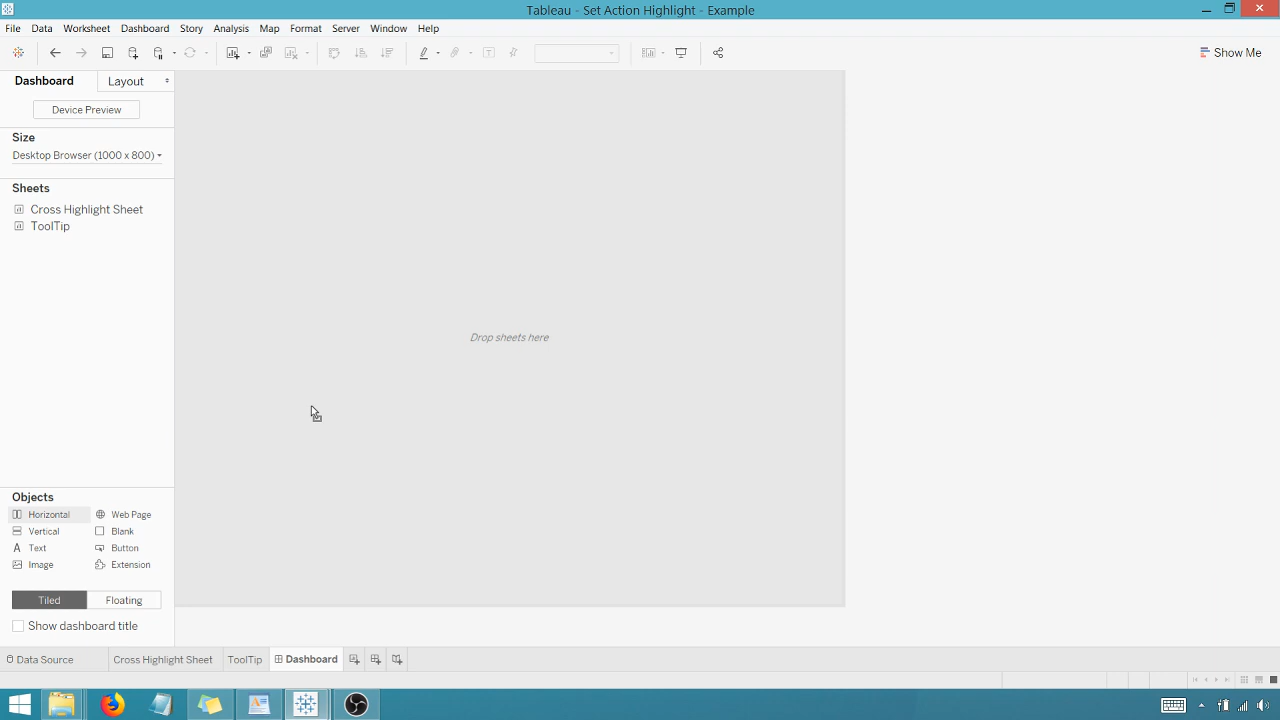 Tableau - Set Action Highlight - Example
File Data Worksheet Dashboard Story Analysis Map Format Server Window Help
Show Me
Dashboard Layout
Device Preview
Size
Desktop Browser (1000 x 800)
Sheets
Cross Highlight Sheet
ToolTip
Drop sheets here
Objects
Horizontal Web Page
Vertical Blank
Text Button
Image Extension
Tiled Floating
Show dashboard title
Data Source Cross Highlight Sheet ToolTip Dashboard